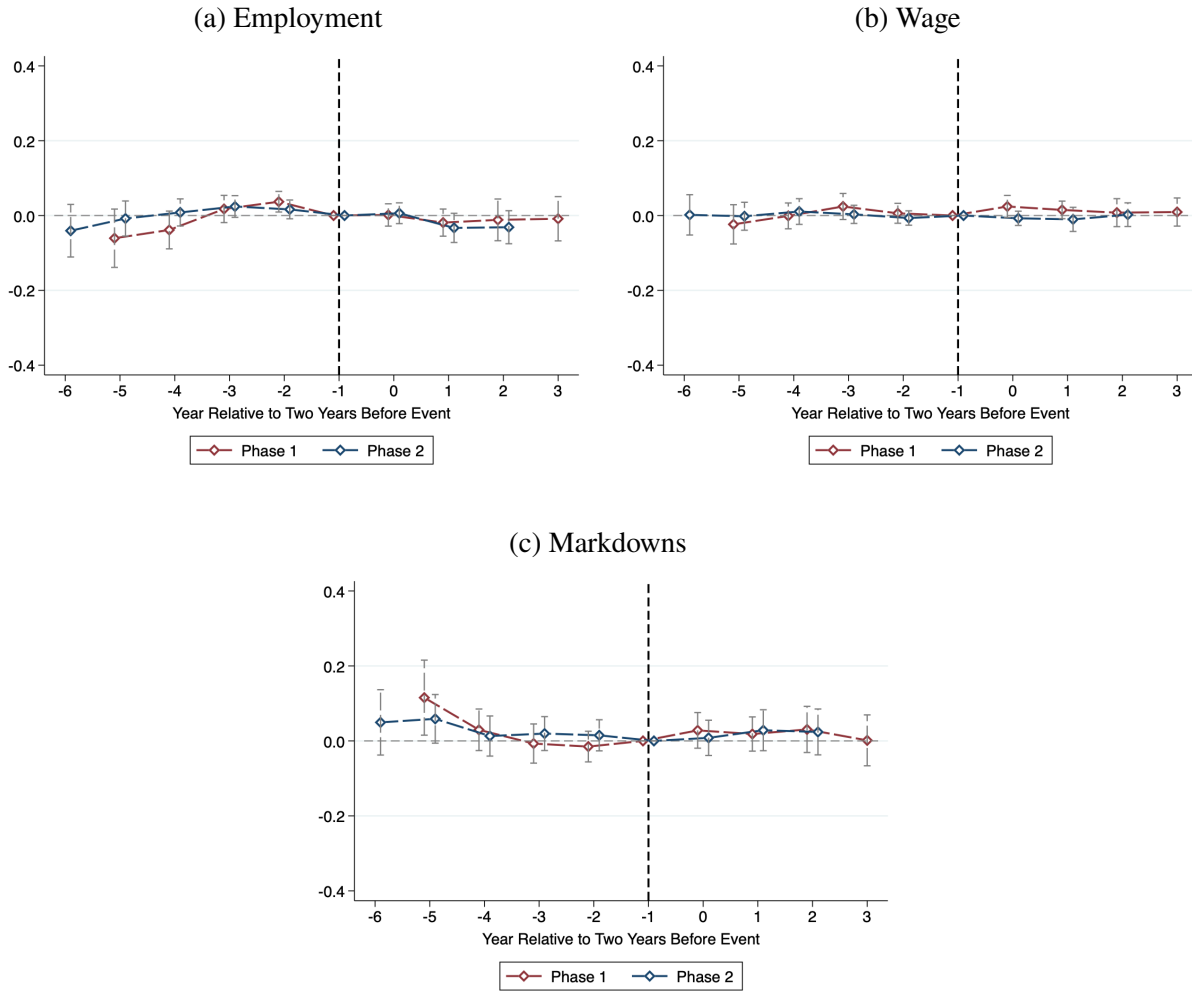 (a) Employment
0.4
0.2
0.0
-0.2
-0.4
-6 -5 -4 -3 -2 -1 0 1 2 3
Year Relative to Two Years Before Event
Phase 1 Phase 2
(b) Wage
0.4
0.2
0.0
-0.2
-0.4
-6 -5 -4 -3 -2 -1 0 1 2 3
Year Relative to Two Years Before Event
Phase 1 Phase 2
(c) Markdowns
0.4
0.2
0.0
-0.2
-0.4
-6 -5 -4 -3 -2 -1 0 1 2 3
Year Relative to Two Years Before Event
Phase 1 Phase 2